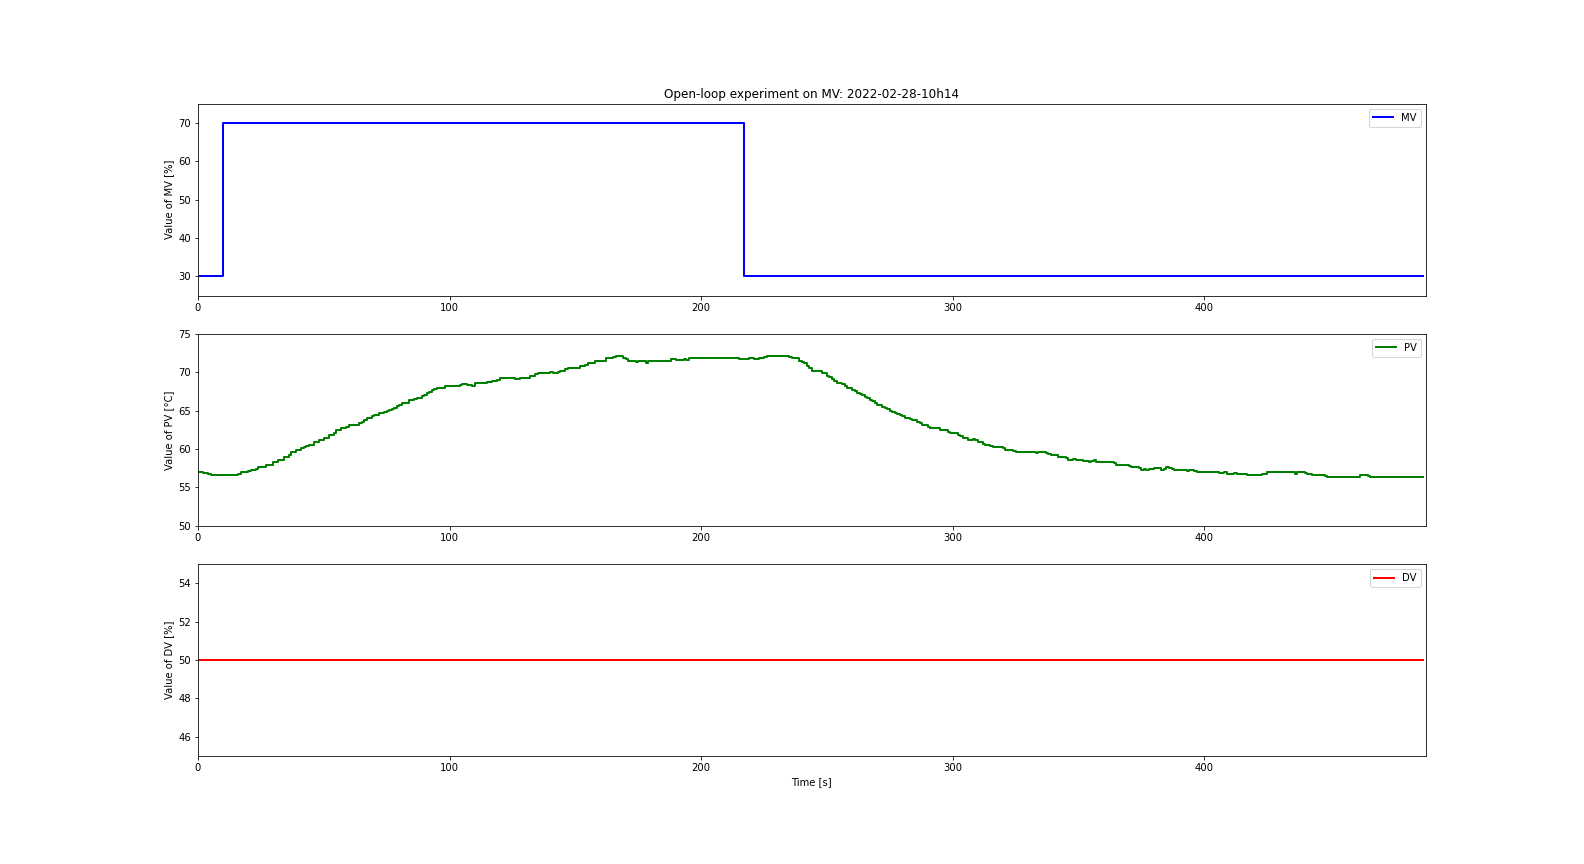 Open-loop experiment on MV: 2022-02-28-10h14
MV
Value of MV [%]
70
60
50
40
30
0 100 200 300 400
PV
Value of PV [°C]
75
70
65
60
55
50
0 100 200 300 400
DV
Value of DV [%]
54
52
50
48
46
0 100 200 300 400
Time [s]